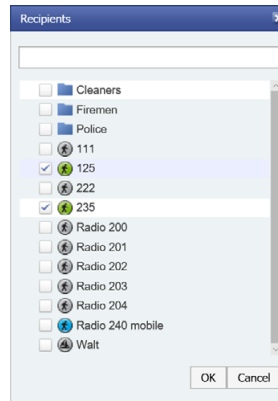 Recipients
Cleaners
Firemen
Police
111
125
222
235
Radio 200
Radio 201
Radio 202
Radio 203
Radio 204
Radio 240 mobile
Walt
OK Cancel